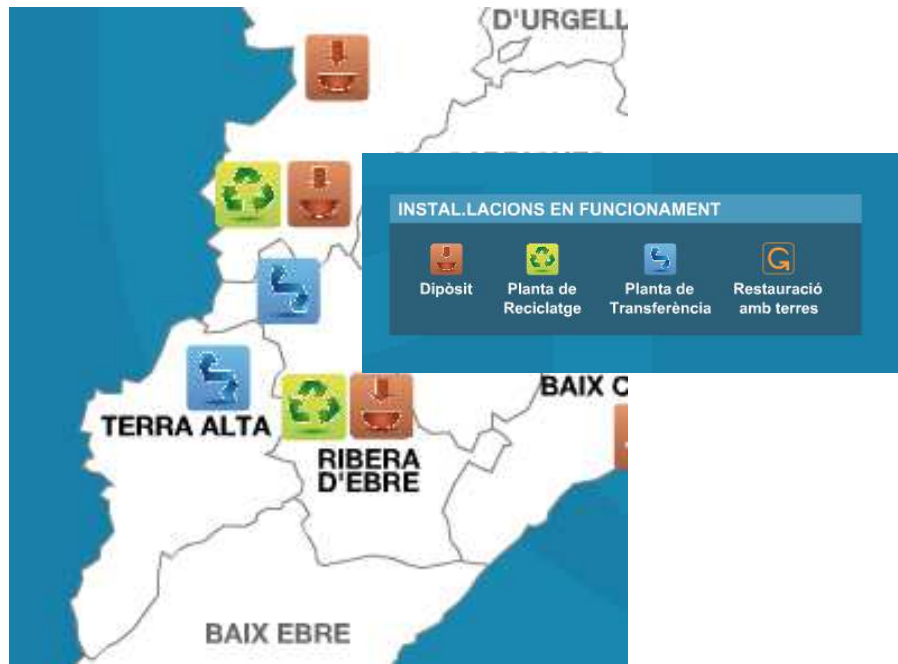 D'URGELL
INSTAL.LACIONS EN FUNCIONAMENT
Dipòsit
Planta de
Reciclatge
Planta de
Transferència
Restauració
amb terres
BAIX C
TERRA ALTA
RIBERA
D'EBRE
BAIX EBRE